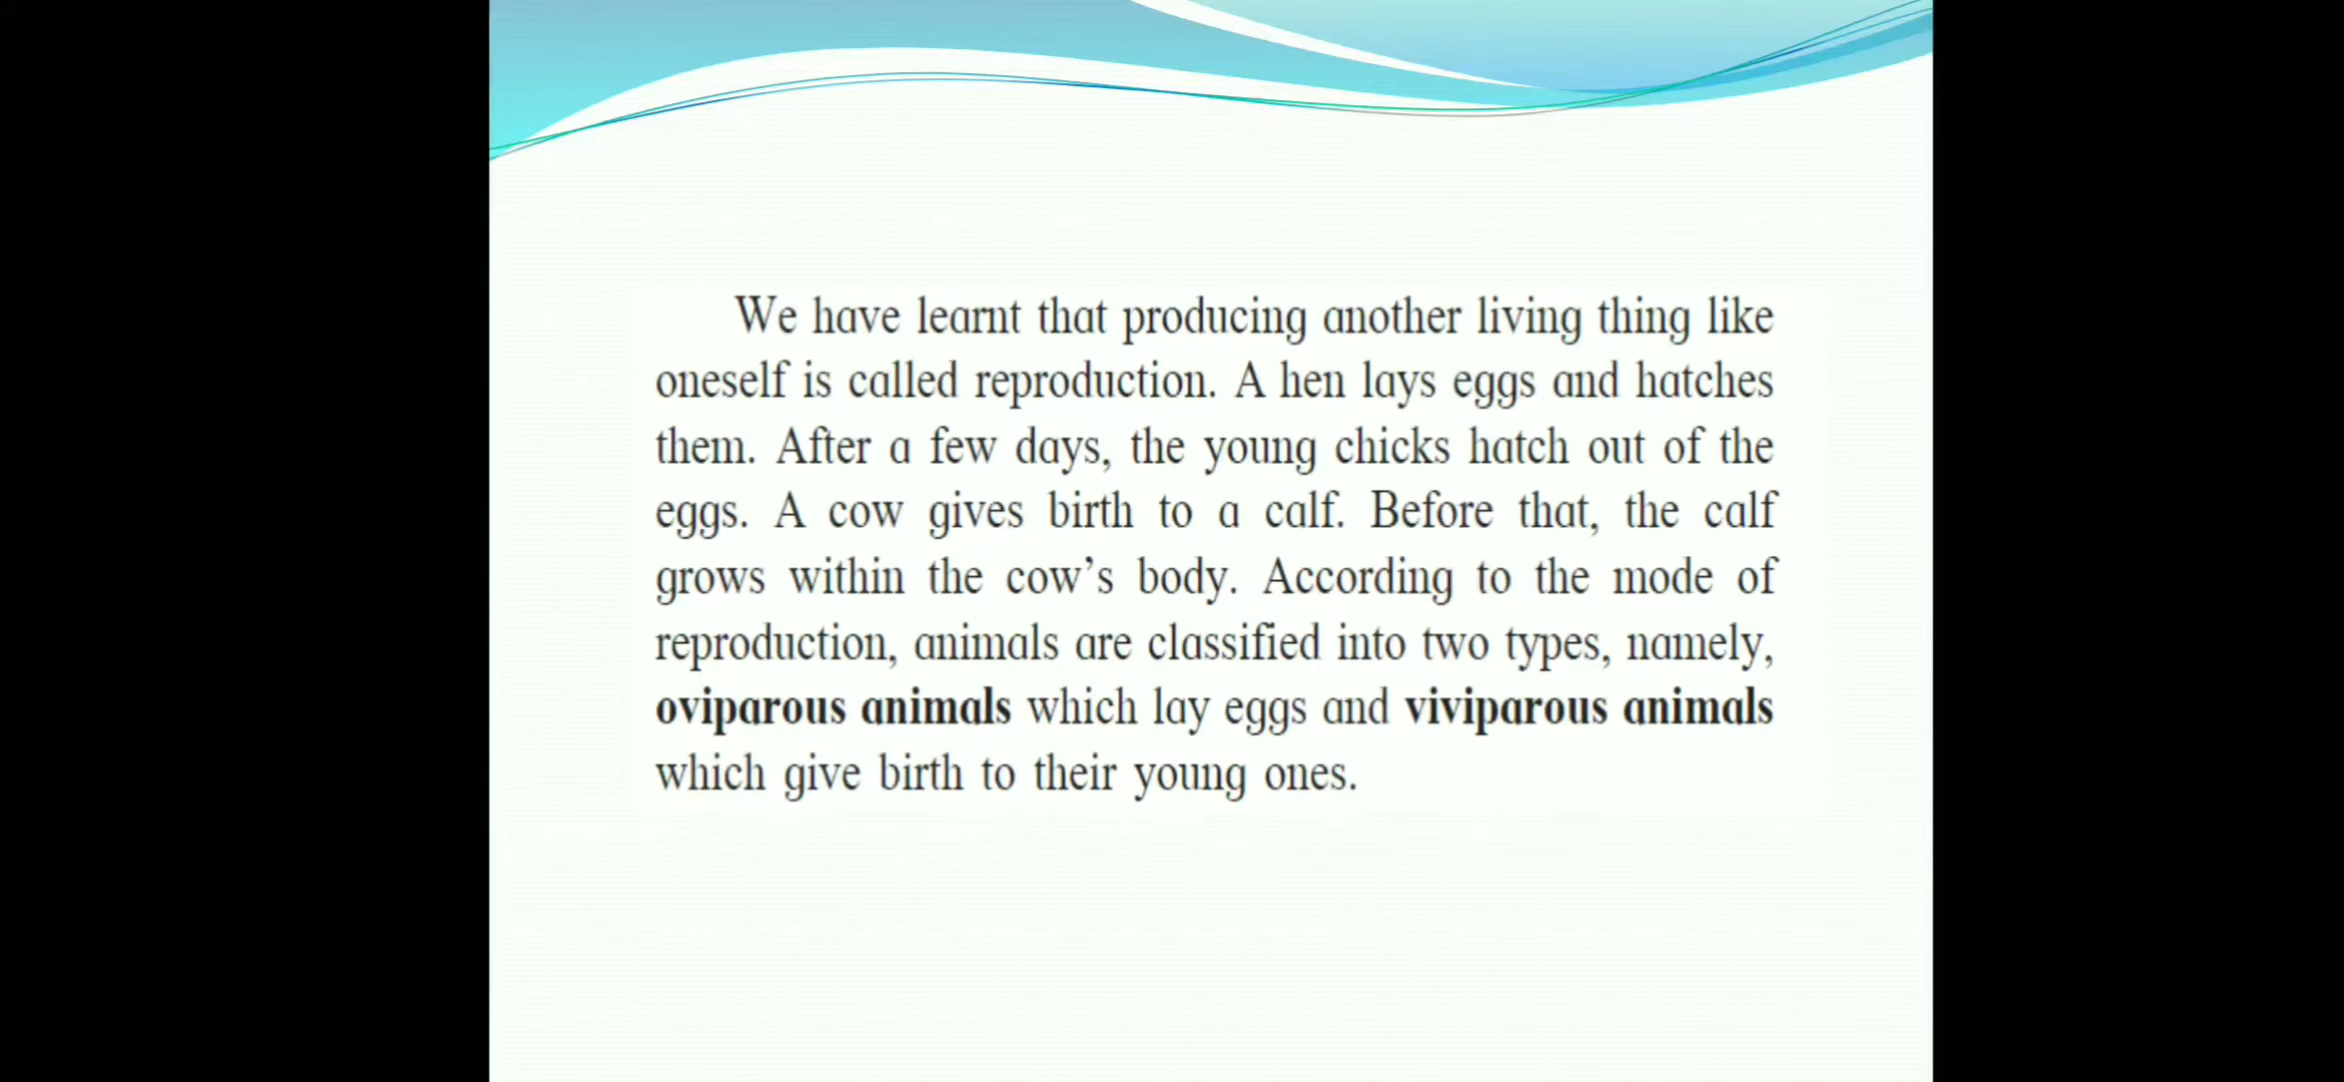 We have learnt that producing another living thing like
oneself is called reproduction. A hen lays eggs and hatches
them. After a few days, the young chicks hatch out of the
eggs. A cow gives birth to a calf. Before that, the calf
grows within the cow’s body. According to the mode of
reproduction, animals are classified into two types, namely,
oviparous animals which lay eggs and viviparous animals
which give birth to their young ones.